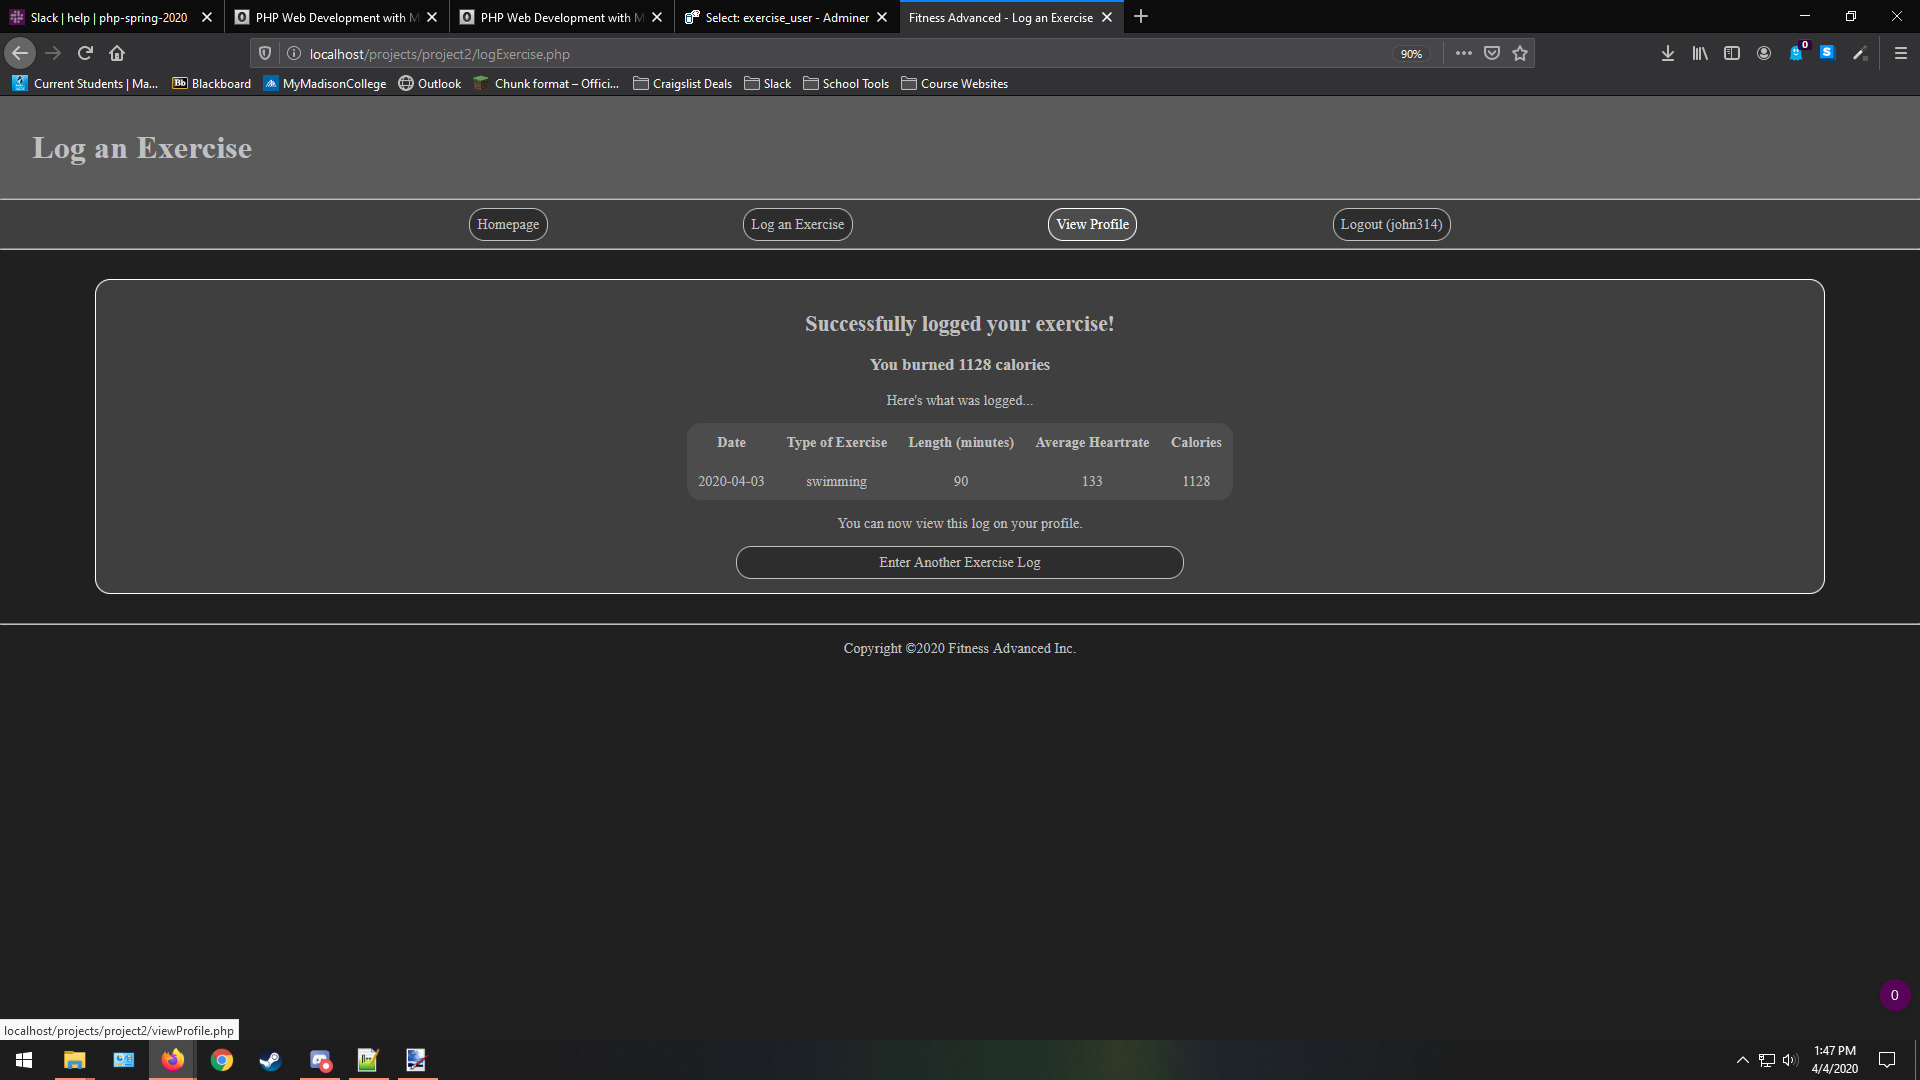 Slack | help | php-spring-2020
PHP Web Development with M
PHP Web Development with M
Select: exercise_user - Adminer
Fitness Advanced - Log an Exercise
localhost/projects/project2/logExercise.php
90%
0
S
Current Students | Ma...
Bb
Blackboard
MyMadisonCollege
Outlook
Chunk format – Offici...
Craigslist Deals
Slack
School Tools
Course Websites
Log an Exercise
Homepage
Log an Exercise
View Profile
Logout (john314)
Successfully logged your exercise!
You burned 1128 calories
Here's what was logged...
Date Type of Exercise Length (minutes) Average Heartrate Calories
2020-04-03 swimming 90 133 1128
You can now view this log on your profile.
Enter Another Exercise Log
Copyright ©2020 Fitness Advanced Inc.
0
localhost/projects/project2/viewProfile.php
1:47 PM
4/4/2020